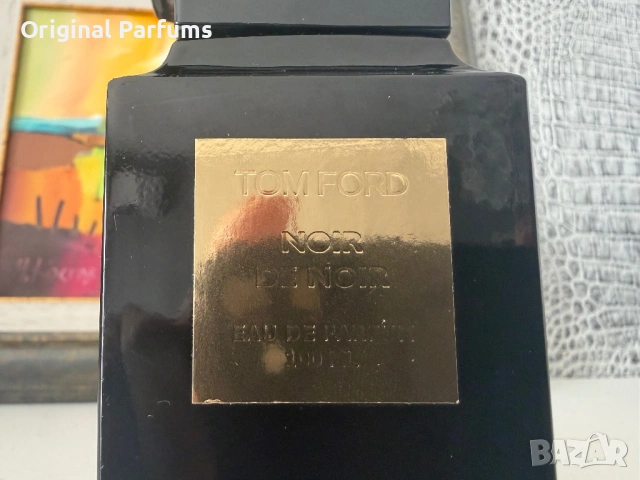 Original Parfums
TOM FORD
NOIR
DE NOIR
EAU DE PARFUM
BAZAR